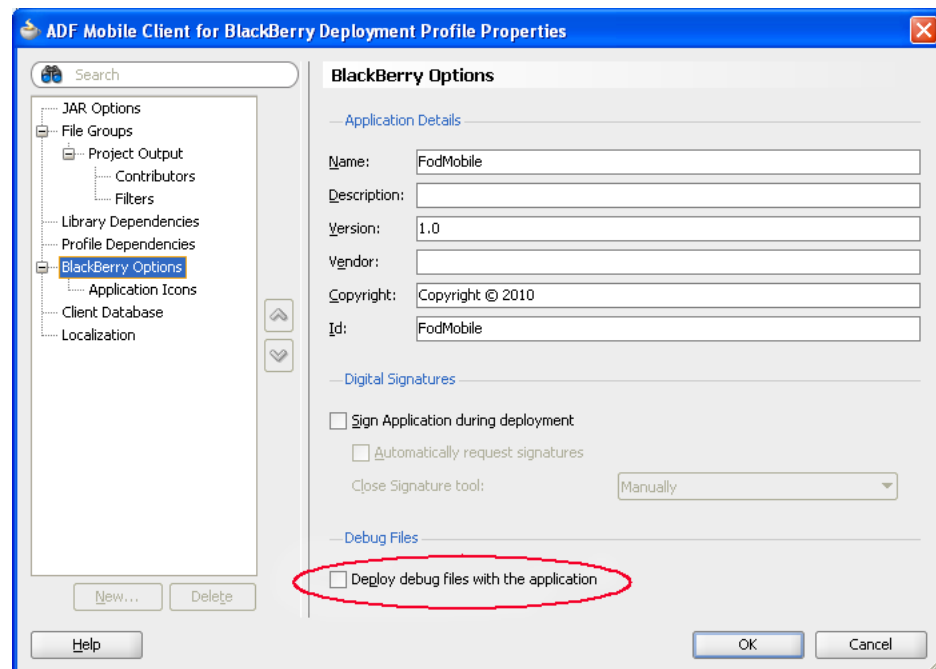 ADF Mobile Client for BlackBerry Deployment Profile Properties
Search
JAR Options
File Groups
Project Output
Contributors
Filters
Library Dependencies
Profile Dependencies
BlackBerry Options
Application Icons
Client Database
Localization
New...
Delete
BlackBerry Options
Application Details
Name: FodMobile
Description:
Version: 1.0
Vendor:
Copyright: Copyright © 2010
Id: FodMobile
Digital Signatures
Sign Application during deployment
Automatically request signatures
Close Signature tool: Manually
Debug Files
Deploy debug files with the application
Help
OK
Cancel